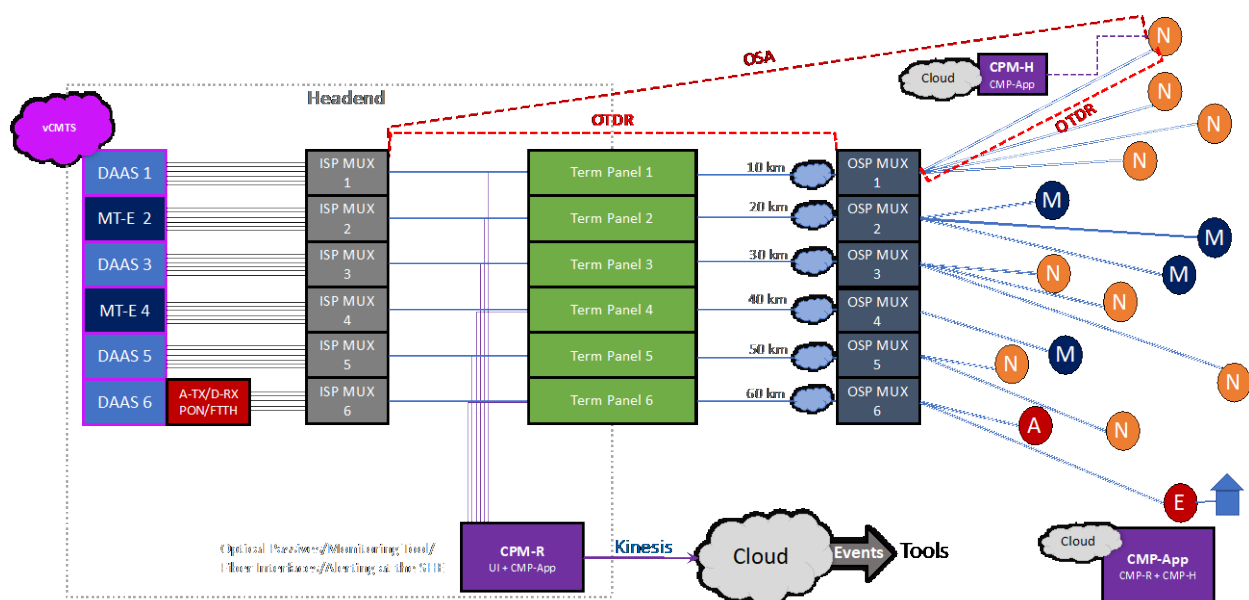 OSA
N
Cloud
CPM-H
CMP-App
Headend
vCMTS
OTDR
OTDR
N
N
N
DAAS 1
ISP MUX
1
Term Panel 1
10 km
OSP MUX
1
MT-E 2
ISP MUX
2
Term Panel 2
20 km
OSP MUX
2
M
M
M
DAAS 3
ISP MUX
3
Term Panel 3
30 km
OSP MUX
3
N
N
N
MT-E 4
ISP MUX
4
Term Panel 4
40 km
OSP MUX
4
M
DAAS 5
ISP MUX
5
Term Panel 5
50 km
OSP MUX
5
N
N
DAAS 6
A-TX/D-RX
PON/FTTH
ISP MUX
6
Term Panel 6
60 km
OSP MUX
6
A
E
Optical Passives/Monitoring Tool/
Fiber Interfaces/Alerting at the
CPM-R
UI + CMP-App
Kinesis
Cloud
Events
Tools
Cloud
CMP-App
CMP-R + CMP-H